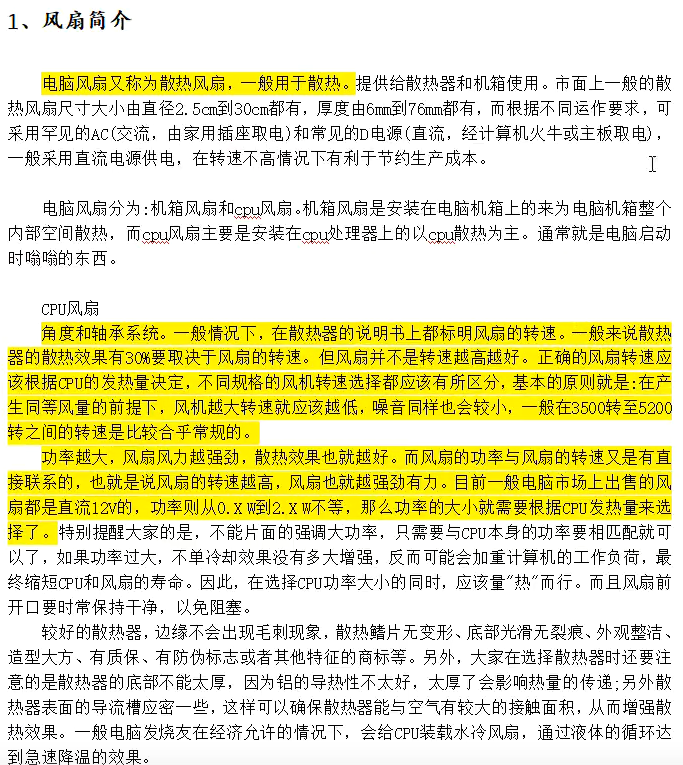 1、风扇简介
电脑风扇又称为散热风扇，一般用于散热。提供给散热器和机箱使用。市面上一般的散
热风扇尺寸大小由直径2.5cm到30cm都有，厚度由6mm到76mm都有，而根据不同运作要求，可
采用罕见的AC(交流，由家用插座取电)和常见的D电源(直流，经计算机火牛或主板取电)，
一般采用直流电源供电，在转速不高情况下有利于节约生产成本。
电脑风扇分为:机箱风扇和cpu风扇。机箱风扇是安装在电脑机箱上的来为电脑机箱整个
内部空间散热，而cpu风扇主要是安装在cpu处理器上的以cpu散热为主。通常就是电脑启动
时嗡嗡的东西。
CPU风扇
角度和轴承系统。一般情况下，在散热器的说明书上都标明风扇的转速。一般来说散热
器的散热效果有30%要取决于风扇的转速。但风扇并不是转速越高越好。正确的风扇转速应
该根据CPU的发热量决定，不同规格的风机转速选择都应该有所区分，基本的原则就是:在产
生同等风量的前提下，风机越大转速就应该越低，噪音同样也会较小，一般在3500转至5200
转之间的转速是比较合乎常规的。
功率越大，风扇风力越强劲，散热效果也就越好。而风扇的功率与风扇的转速又是有直
接联系的，也就是说风扇的转速越高，风扇也就越强劲有力。目前一般电脑市场上出售的风
扇都是直流12V的，功率则从0.X W到2.X W不等，那么功率的大小就需要根据CPU发热量来选
择了。特别提醒大家的是，不能片面的强调大功率，只需要与CPU本身的功率要相匹配就可
以了，如果功率过大，不单冷却效果没有多大增强，反而可能会加重计算机的工作负荷，最
终缩短CPU和风扇的寿命。因此，在选择CPU功率大小的同时，应该量"热"而行。而且风扇前
开口要时常保持干净，以免阻塞。
较好的散热器，边缘不会出现毛刺现象，散热鳍片无变形、底部光滑无裂痕、外观整洁、
造型大方、有质保、有防伪标志或者其他特征的商标等。另外，大家在选择散热器时还要注
意的是散热器的底部不能太厚，因为铝的导热性不太好，太厚了会影响热量的传递;另外散
热器表面的导流槽应密一些，这样可以确保散热器能与空气有较大的接触面积，从而增强散
热效果。一般电脑发烧友在经济允许的情况下，会给CPU装载水冷风扇，通过液体的循环达
到急速降温的效果。